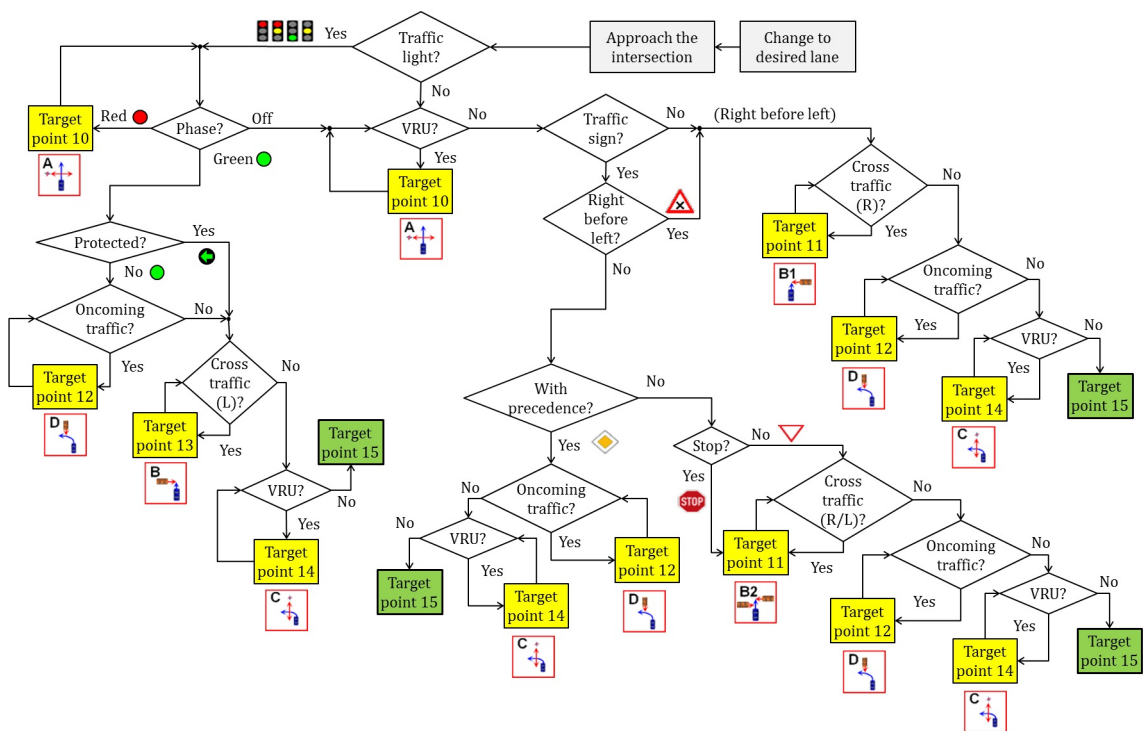 Yes
Traffic
light?
Approach the
intersection
Change to
desired lane
No
Target
point 10
Red
Phase?
Off
VRU?
No
Traffic
sign?
No
(Right before left)
Green
Yes
Target
point 10
Yes
A
A
Right
before
left?
Yes
Cross
traffic
(R)?
No
Target
point 11
Yes
B1
Protected?
Yes
No
No
Oncoming
traffic?
No
Oncoming
traffic?
No
Yes
Target
point 12
D
Yes
Target
point 12
D
Cross
traffic
(L)?
No
Target
point 13
Yes
B
VRU?
No
Yes
Target
point 14
C
Target
point 15
With
precedence?
No
Yes
Target
point 15
VRU?
No
Yes
Target
point 14
C
Stop?
No
Yes
STOP
Oncoming
traffic?
No
Yes
Target
point 12
D
VRU?
No
Yes
Target
point 14
C
Target
point 15
Cross
traffic
(R/L)?
No
Target
point 11
Yes
B2
Oncoming
traffic?
No
Yes
Target
point 12
D
VRU?
No
Yes
Target
point 14
C
Target
point 15